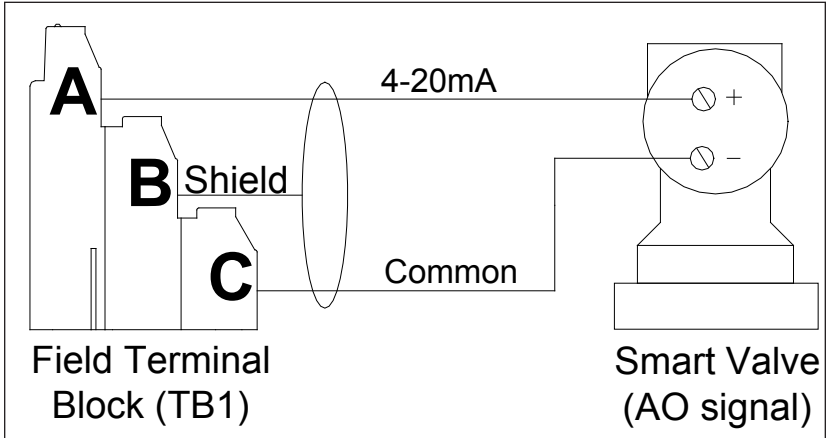 A
4-20mA
+
B
Shield
−
C
Common
Field Terminal
Block (TB1)
Smart Valve
(AO signal)